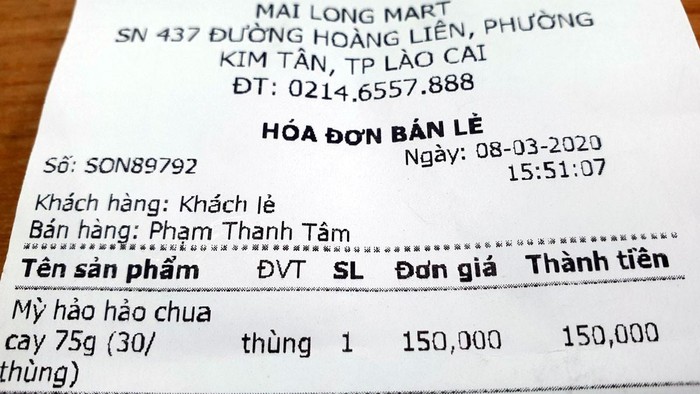 MAI LONG MART
SN 437 ĐƯỜNG HOÀNG LIÊN, PHƯỜNG
KIM TÂN, TP LÀO CAI
ĐT: 0214.6557.888
HÓA ĐƠN BÁN LẺ
Số: SON89792 Ngày: 08-03-2020
15:51:07
Khách hàng: Khách lẻ
Bán hàng: Phạm Thanh Tâm
Tên sản phẩm ĐVT SL Đơn giá Thành tiền
Mỳ hảo hảo chua
cay 75g (30/ thùng 1 150,000 150,000
thùng)